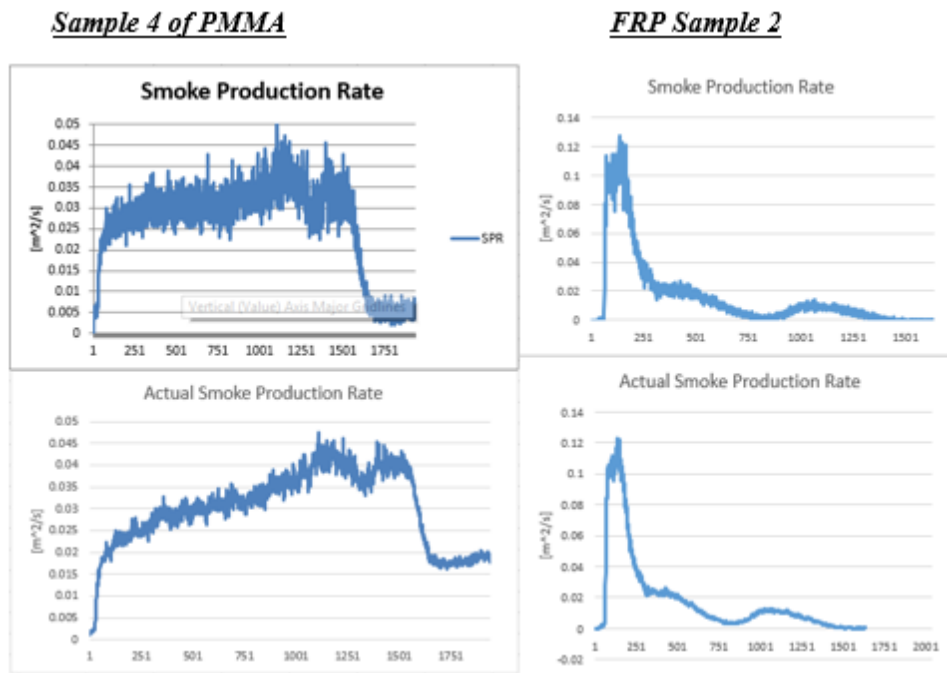 Sample 4 of PMMA
FRP Sample 2
Smoke Production Rate
0.05
0.045
0.04
0.035
0.03
0.025
0.02
0.015
0.01
0.005
0
[m^2/s]
1 251 501 751 1001 1251 1501 1751
SPR
Vertical (Value) Axis Major Gridlines
Smoke Production Rate
0.14
0.12
0.1
0.08
0.06
0.04
0.02
0
[m^2/s]
1 251 501 751 1001 1251 1501
Actual Smoke Production Rate
0.05
0.045
0.04
0.035
0.03
0.025
0.02
0.015
0.01
0.005
0
[m^2/s]
1 251 501 751 1001 1251 1501 1751
Actual Smoke Production Rate
0.14
0.12
0.1
0.08
0.06
0.04
0.02
0
-0.02
[m^2/s]
1 251 501 751 1001 1251 1501 1751 2001